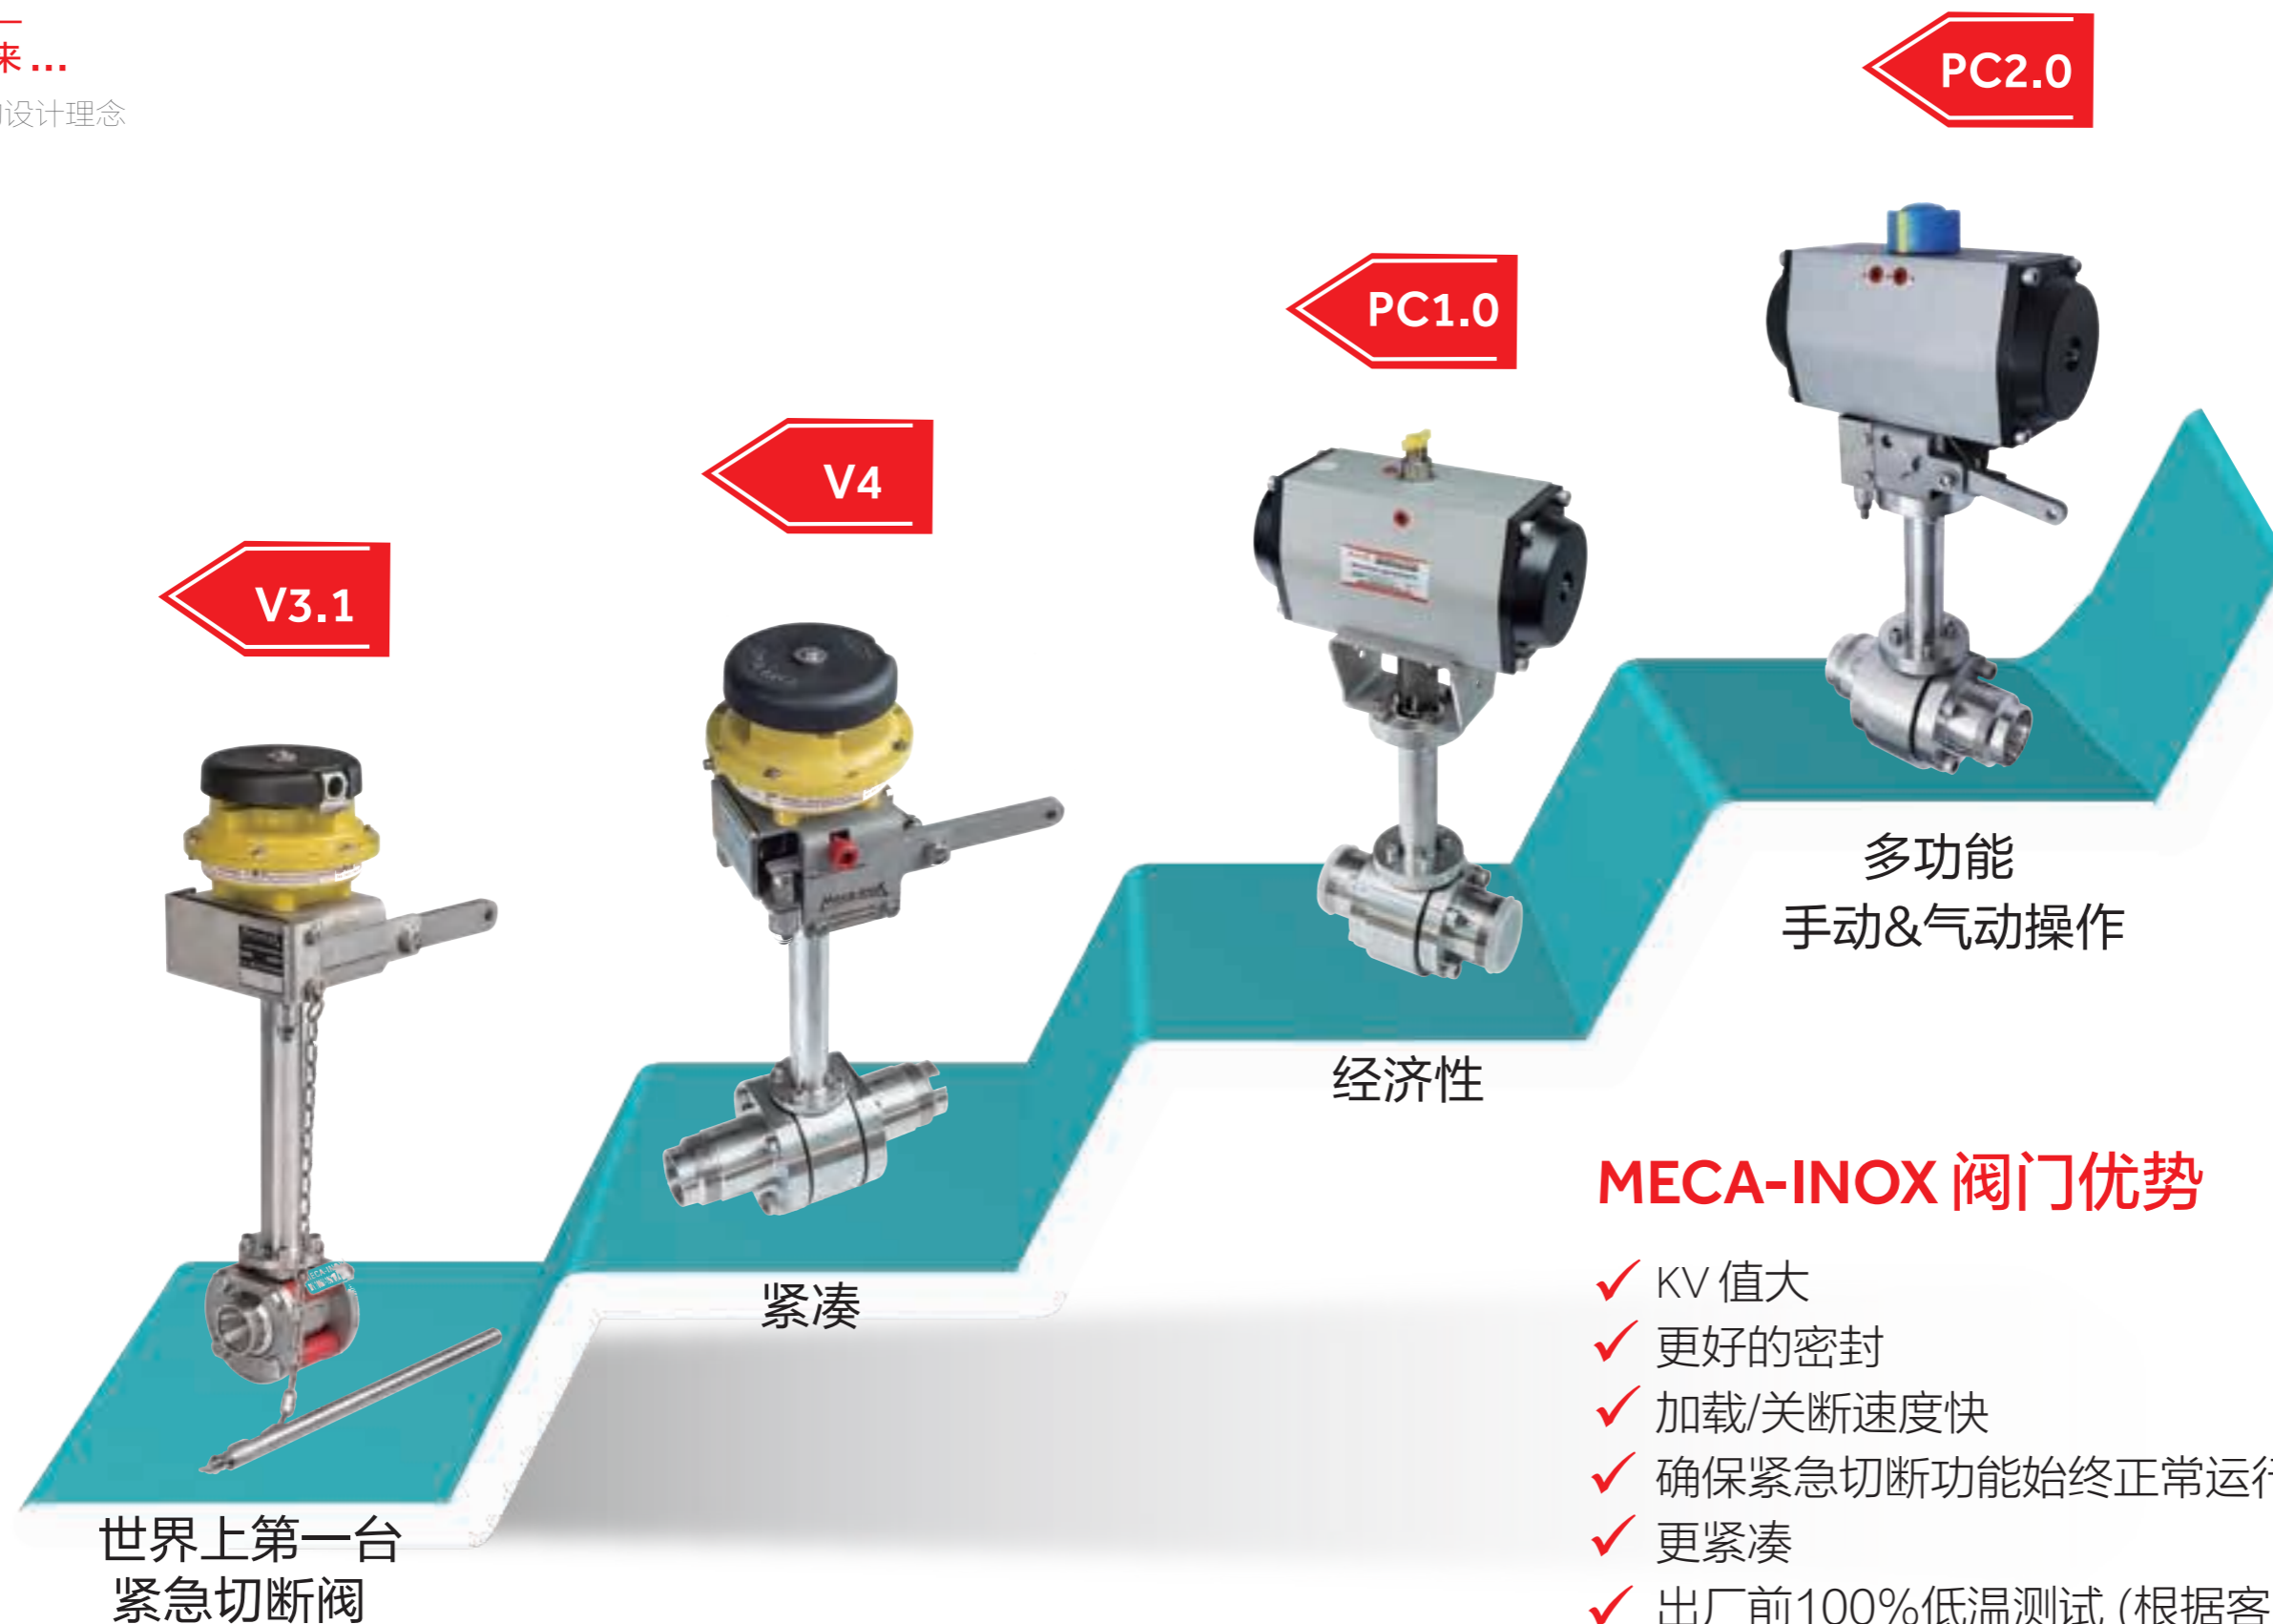 来 ...
设计理念
PC2.0
PC1.0
V4
V3.1
多功能
手动&气动操作
经济性
紧凑
世界上第一台
紧急切断阀
MECA-INOX 阀门优势
KV 值大
更好的密封
加载/关断速度快
确保紧急切断功能始终正常运行
更紧凑
出厂前100%低温测试 (根据客